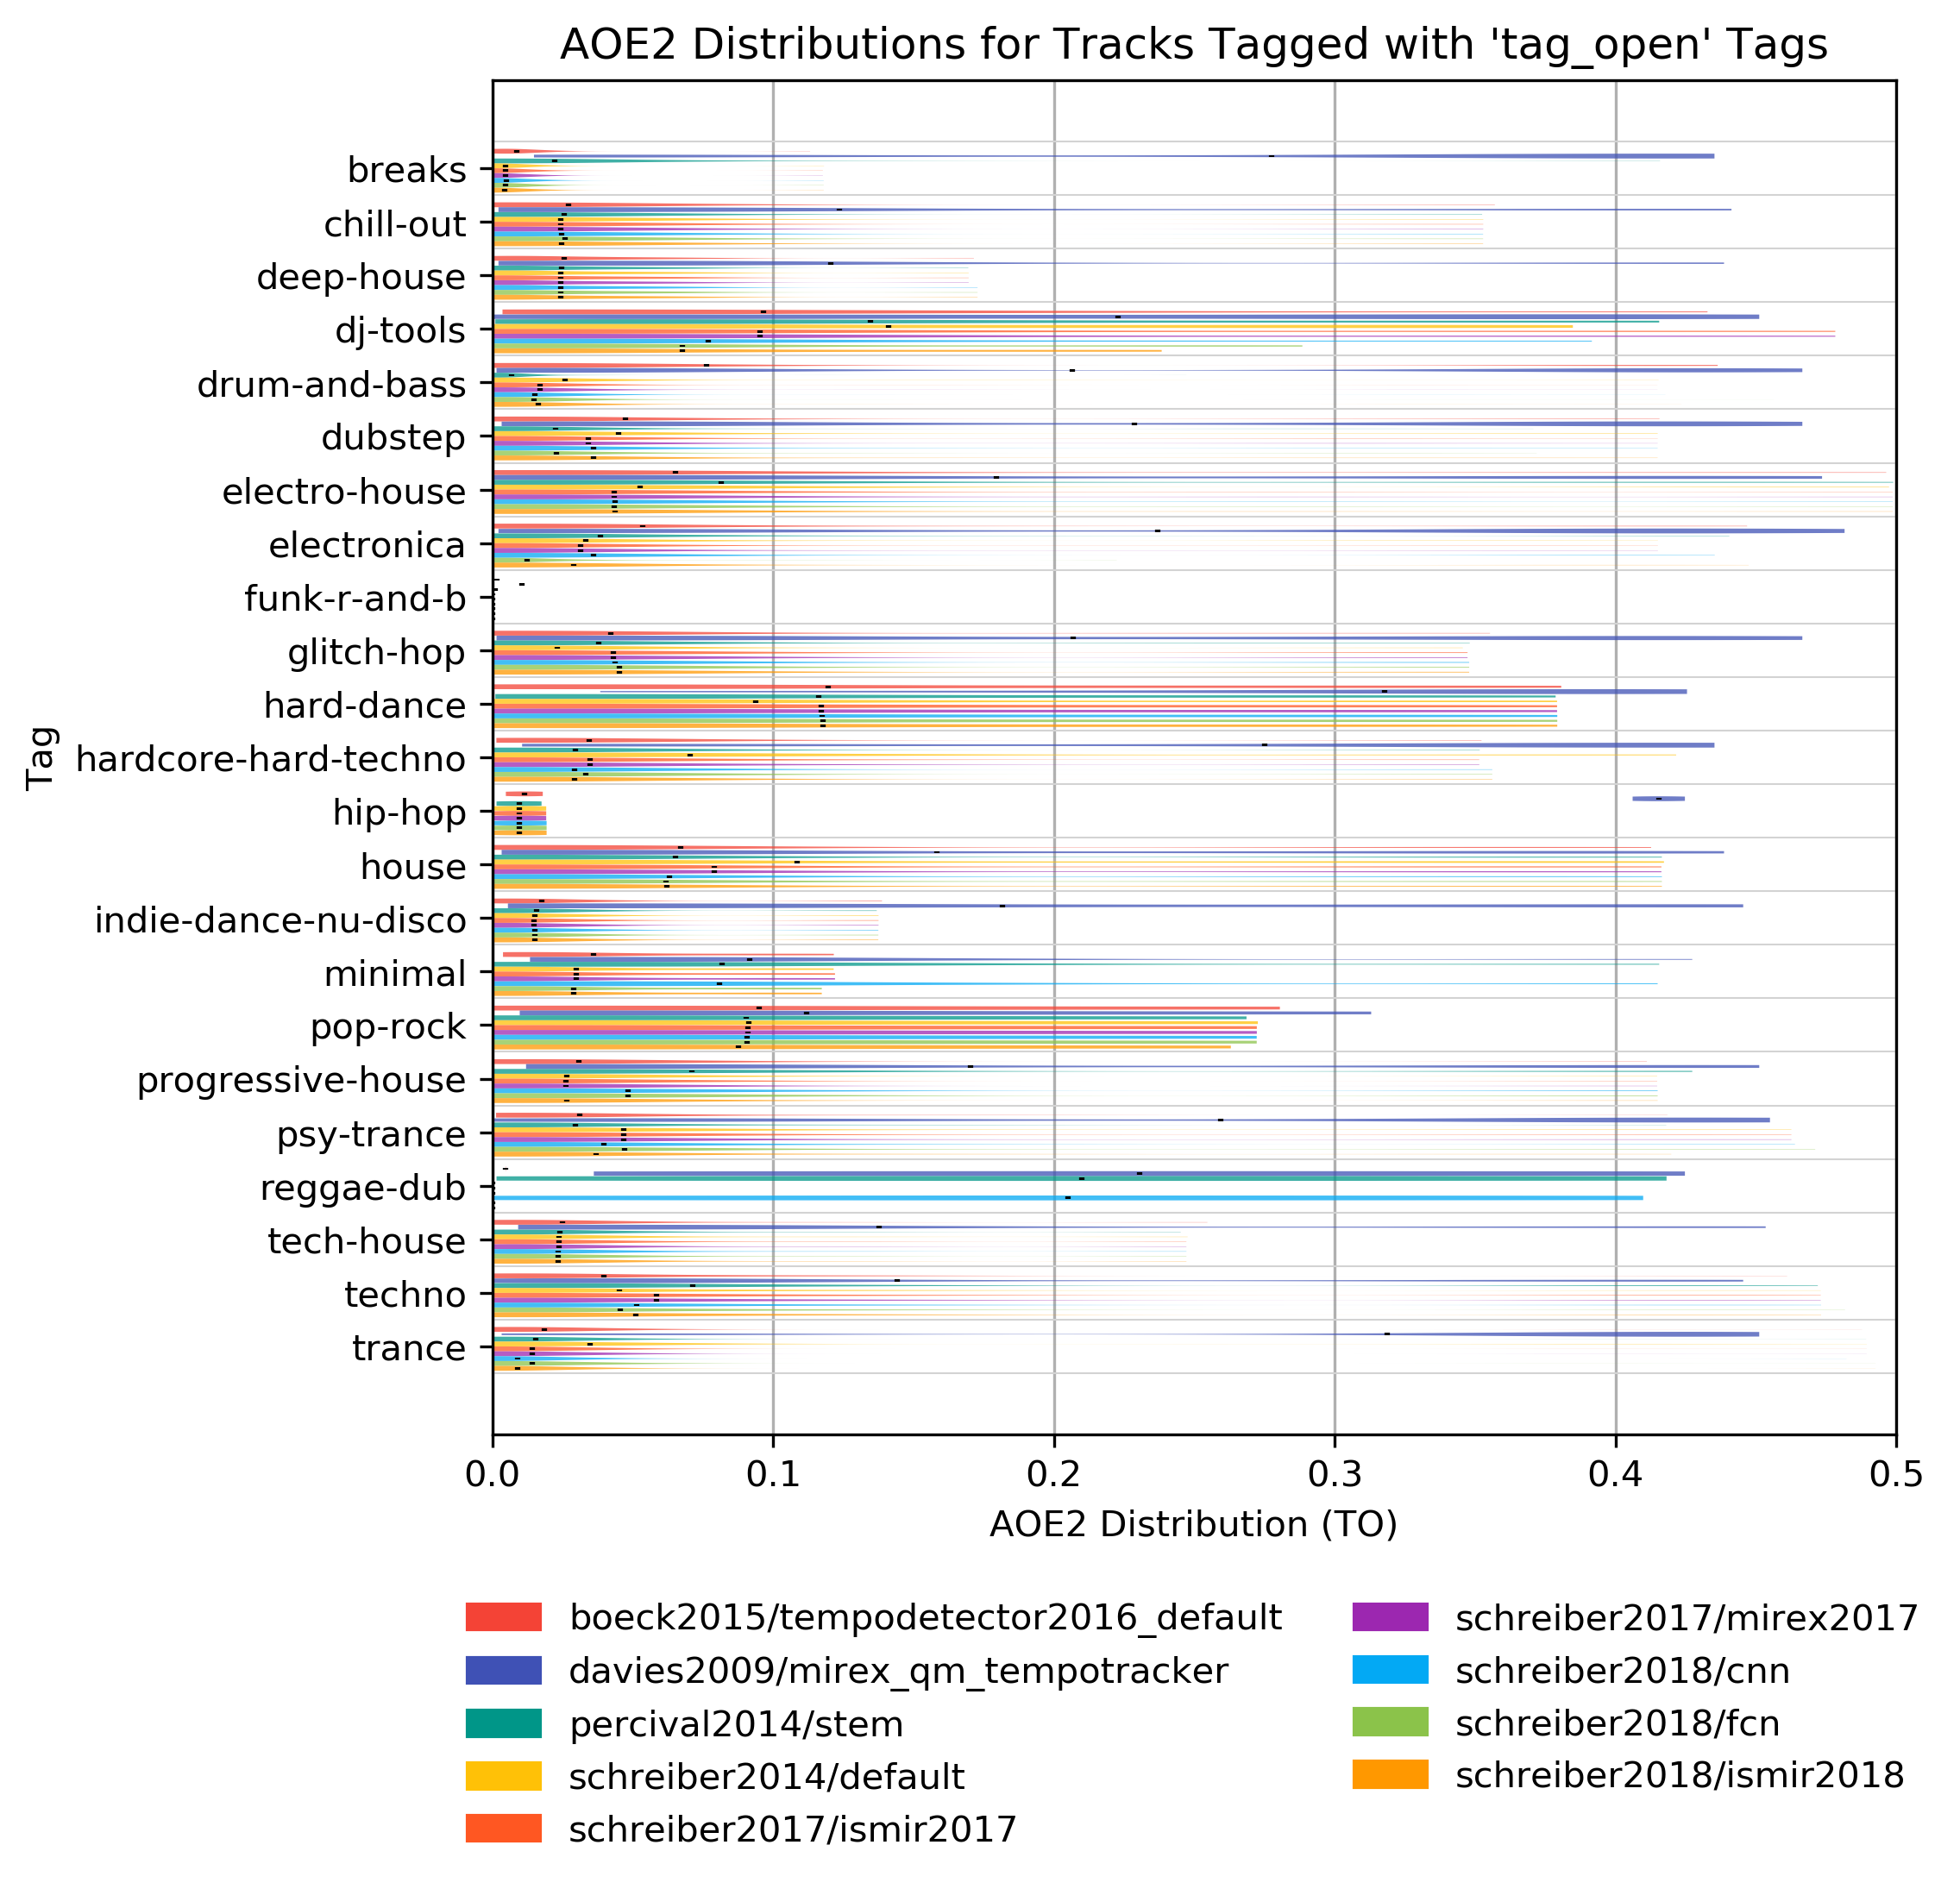 AOE2 Distributions for Tracks Tagged with 'tag_open' Tags
breaks
chill-out
deep-house
dj-tools
drum-and-bass
dubstep
electro-house
electronica
funk-r-and-b
glitch-hop
hard-dance
hardcore-hard-techno
hip-hop
house
indie-dance-nu-disco
minimal
pop-rock
progressive-house
psy-trance
reggae-dub
tech-house
techno
trance
Tag
0.0 0.1 0.2 0.3 0.4 0.5
AOE2 Distribution (TO)
boeck2015/tempodetector2016_default
davies2009/mirex_qm_tempotracker
percival2014/stem
schreiber2014/default
schreiber2017/ismir2017
schreiber2017/mirex2017
schreiber2018/cnn
schreiber2018/fcn
schreiber2018/ismir2018